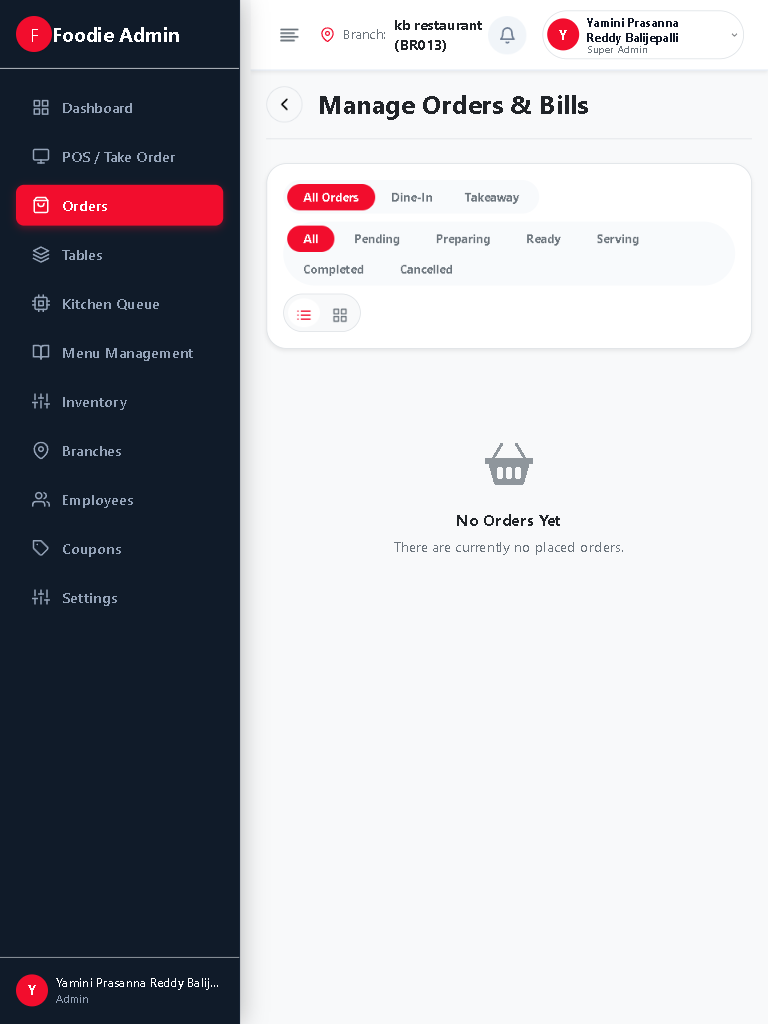 F Foodie Admin
Dashboard
POS / Take Order
Orders
Tables
Kitchen Queue
Menu Management
Inventory
Branches
Employees
Coupons
Settings
Y
Yamini Prasanna Reddy Balij...
Admin
Branch:
kb restaurant
(BR013)
Y
Yamini Prasanna
Reddy Balijepalli
Super Admin
Manage Orders & Bills
All Orders Dine-In Takeaway
All Pending Preparing Ready Serving
Completed Cancelled
No Orders Yet
There are currently no placed orders.